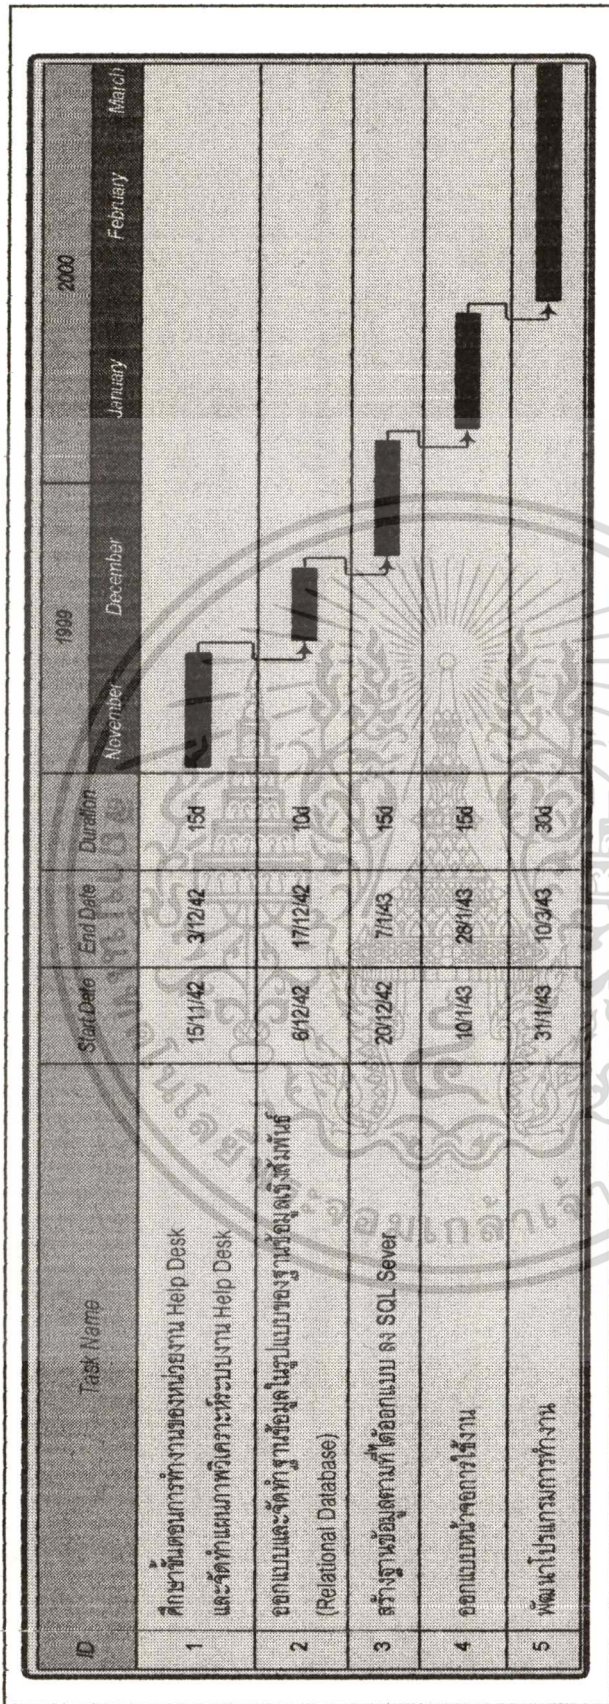 ID Task Name Start Date End Date Duration 1999 2000
November December January February March
1 ศึกษาขั้นตอนการทำงานของหน่วยงาน Help Desk 15/11/42 3/12/42 15d
และจัดทำแผนภาพวิเคราะห์ระบบงาน Help Desk
2 ออกแบบและจัดทำฐานข้อมูลในรูปแบบของฐานข้อมูลเชิงสัมพันธ์ 6/12/42 17/12/42 10d
(Relational Database)
3 สร้างฐานข้อมูลตามที่ได้ออกแบบ ลง SQL Sever 20/12/42 7/1/43 15d
4 ออกแบบหน้าจอการใช้งาน 10/1/43 28/1/43 15d
5 พัฒนาโปรแกรมการทำงาน 31/1/43 10/3/43 30d